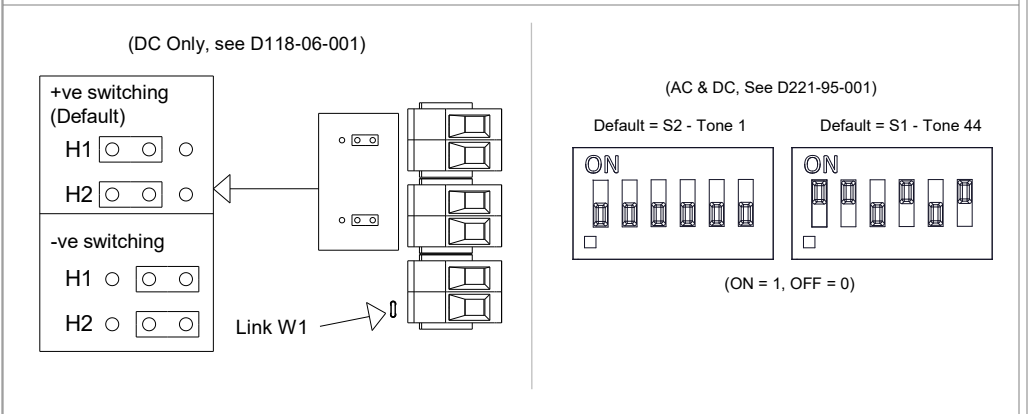 (DC Only, see D118-06-001)
+ve switching
(Default)
H1
H2
-ve switching
H1
H2
Link W1
(AC & DC, See D221-95-001)
Default = S2 - Tone 1
Default = S1 - Tone 44
ON
ON
(ON = 1, OFF = 0)